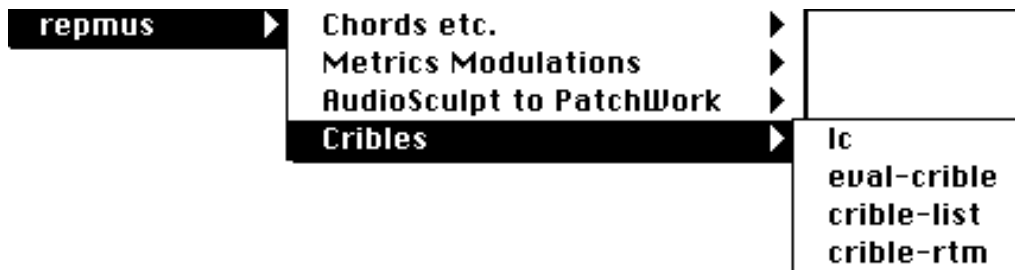 repmus
Chords etc.
Metrics Modulations
AudioSculpt to PatchWork
Cribles
lc
eval-crible
crible-list
crible-rtm